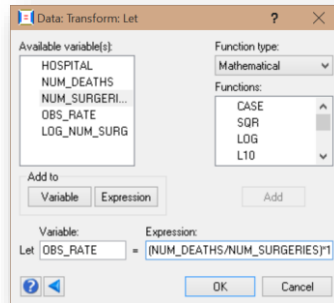 Data: Transform: Let
Available variable(s):
HOSPITAL
NUM_DEATHS
NUM_SURGERI...
OBS_RATE
LOG_NUM_SURG
Function type:
Mathematical
Functions:
CASE
SQR
LOG
L10
Add to
Variable Expression
Add
Variable: Expression:
Let OBS_RATE = (NUM_DEATHS/NUM_SURGERIES)*1
OK Cancel